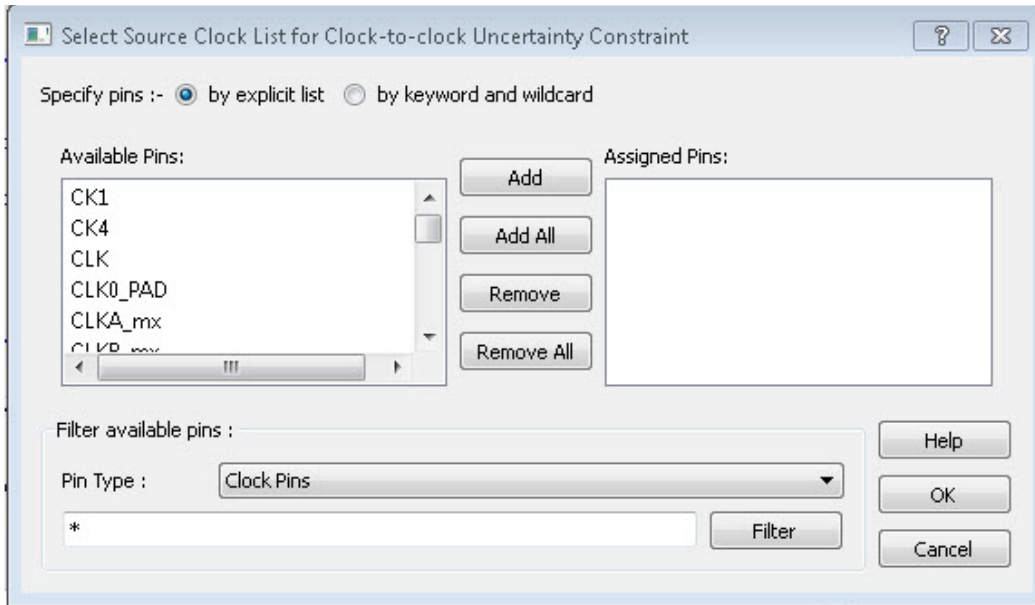 Select Source Clock List for Clock-to-clock Uncertainty Constraint
Specify pins :- by explicit list by keyword and wildcard
Available Pins:
CK1
CK4
CLK
CLK0_PAD
CLKA_mx
Add
Add All
Remove
Remove All
Assigned Pins:
Filter available pins :
Pin Type : Clock Pins
*
Filter
Help
OK
Cancel